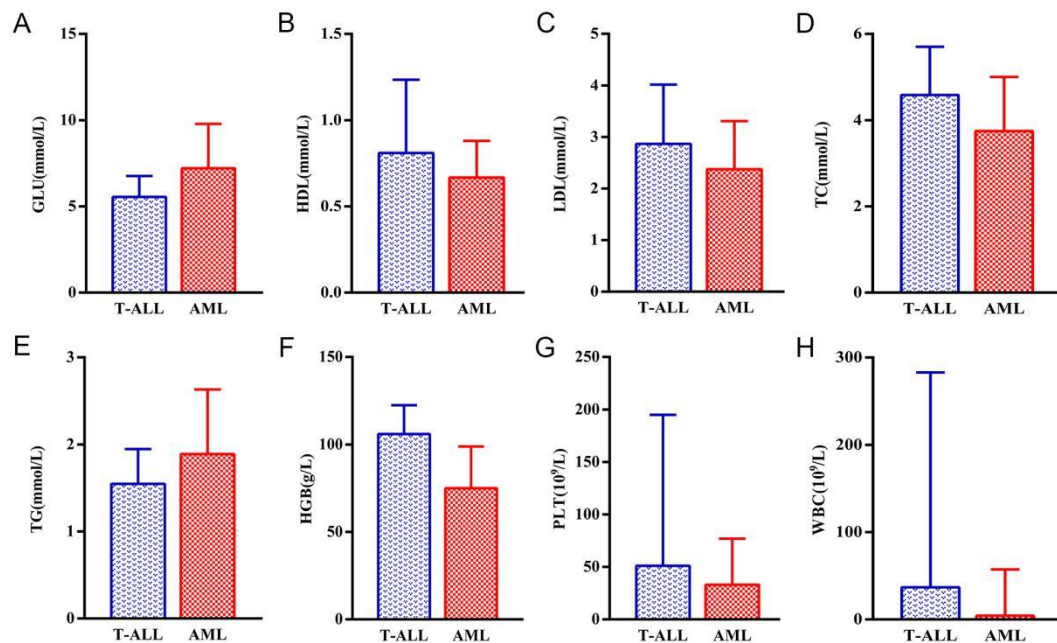 A
GLU(mmol/L)
15
10
5
0
T-ALL AML
B
HDL(mmol/L)
1.5
1.0
0.5
0.0
T-ALL AML
C
LDL(mmol/L)
5
4
3
2
1
0
T-ALL AML
D
TC(mmol/L)
6
4
2
0
T-ALL AML
E
TG(mmol/L)
3
2
1
0
T-ALL AML
F
HGB(g/L)
150
100
50
0
T-ALL AML
G
PLT(10⁹/L)
250
200
150
100
50
0
T-ALL AML
H
WBC(10⁹/L)
300
200
100
0
T-ALL AML